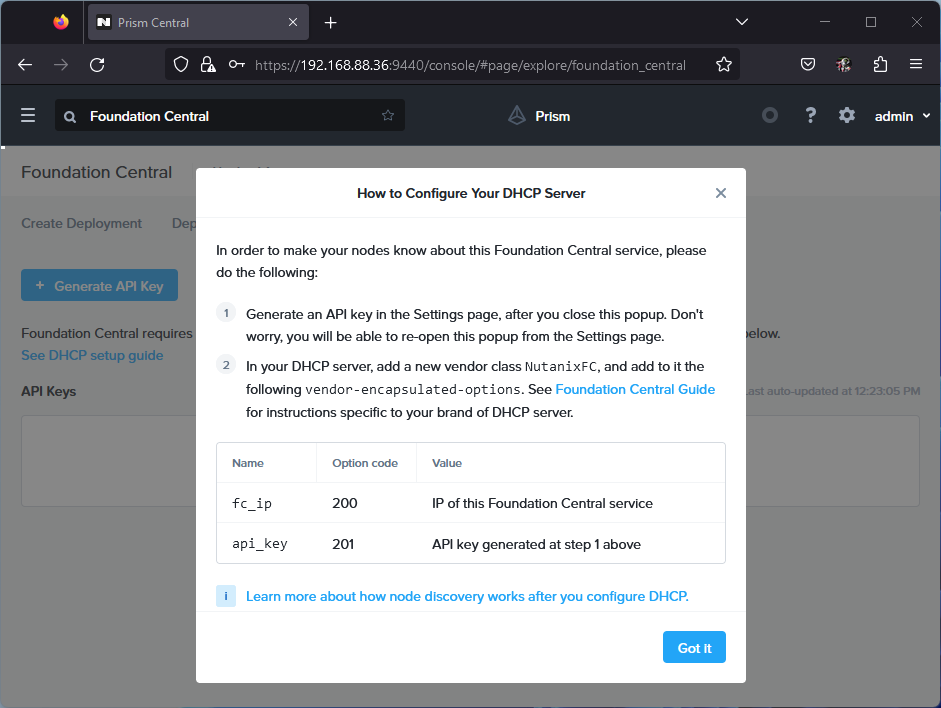 Prism Central
https://192.168.88.36:9440/console/#page/explore/foundation_central
Foundation Central
Prism
?
admin
Foundation Central
Create Deployment
+ Generate API Key
Foundation Central requires
below.
See DHCP setup guide
API Keys
Last auto-updated at 12:23:05 PM
How to Configure Your DHCP Server
In order to make your nodes know about this Foundation Central service, please
do the following:
1 Generate an API key in the Settings page, after you close this popup. Don't
worry, you will be able to re-open this popup from the Settings page.
2 In your DHCP server, add a new vendor class NutanixFC, and add to it the
following vendor-encapsulated-options. See Foundation Central Guide
for instructions specific to your brand of DHCP server.
Name Option code Value
fc_ip 200 IP of this Foundation Central service
api_key 201 API key generated at step 1 above
i Learn more about how node discovery works after you configure DHCP.
Got It